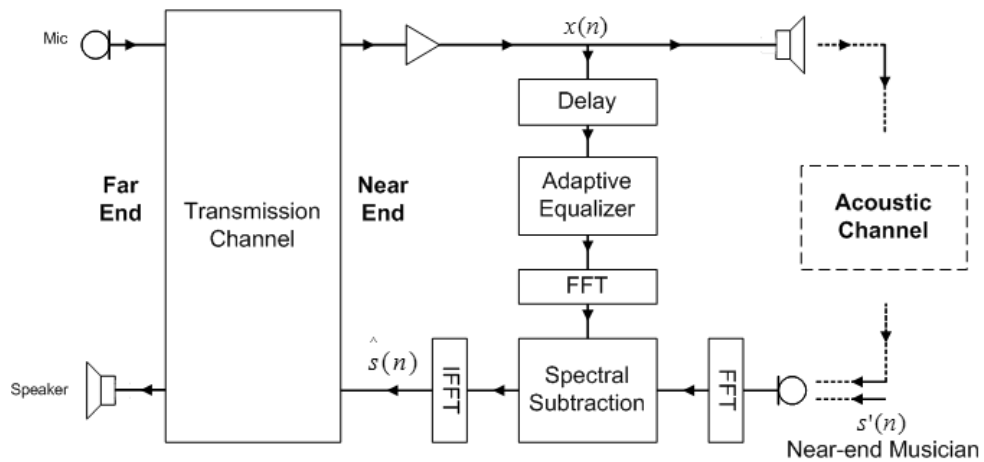 Mic
x(n)
Delay
Far
End
Transmission
Channel
Near
End
Adaptive
Equalizer
Acoustic
Channel
FFT
Speaker
^
s(n)
IFFT
Spectral
Subtraction
FFT
s'(n)
Near-end Musician